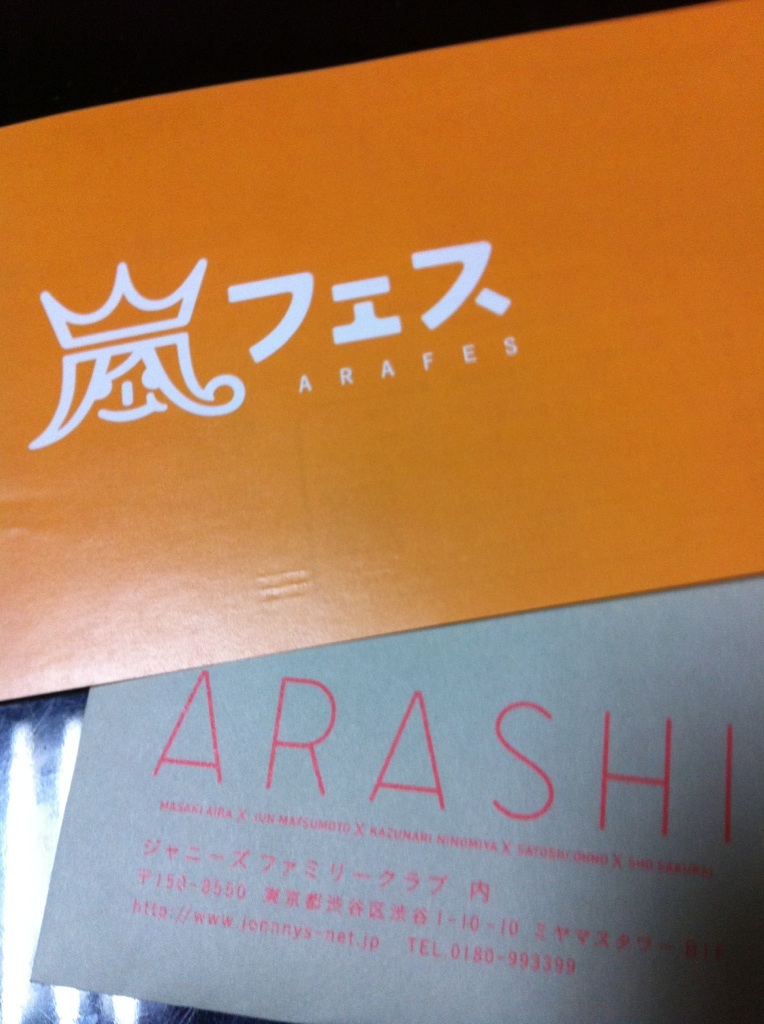 嵐フェス
ARAFES
ARASHI
MASAKI AIBA X JUN MATSUMOTO X KAZUNARI NINOMIYA X SATOSHI OHNO X SHO SAKURAI
ジャニーズ ファミリークラブ 内
〒150-8550 東京都渋谷区渋谷1-10-10 ミヤマスタワー B1F
http://www.johnnys-net.jp TEL.0180-993399